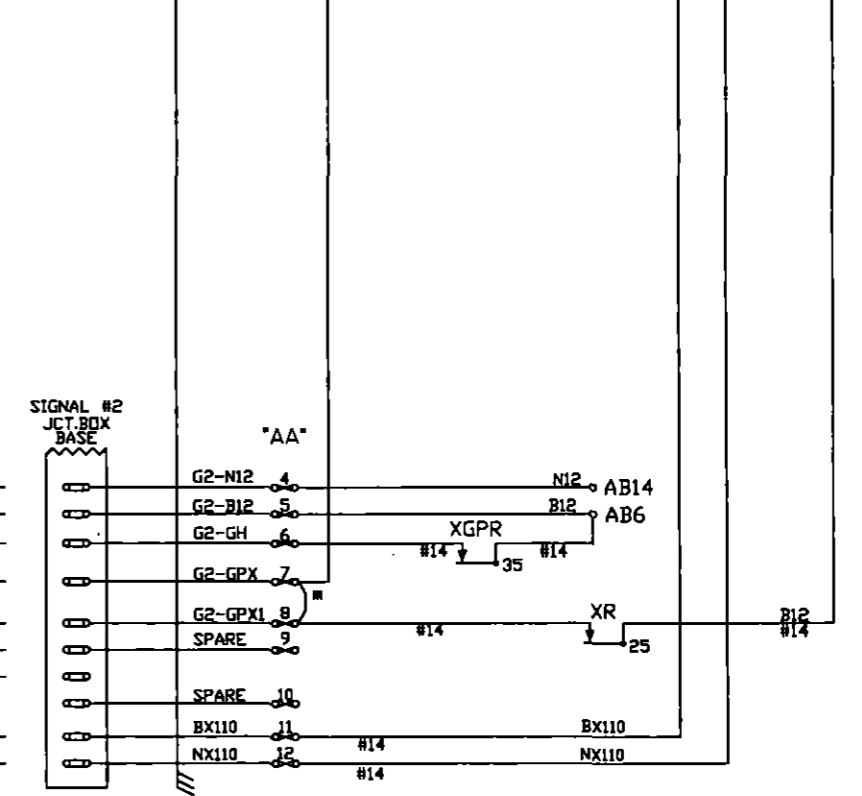 SIGNAL #2
JCT.BOX
BASE
"AA"
G2-N12 4 N12 AB14
G2-B12 5 B12 AB6
G2-GH 6 #14 XGPR 35 #14
G2-GPX 7
G2-GPX1 8 #14 XR 25 B12 #14
SPARE 9
SPARE 10
BX110 11 #14 BX110
NX110 12 #14 NX110